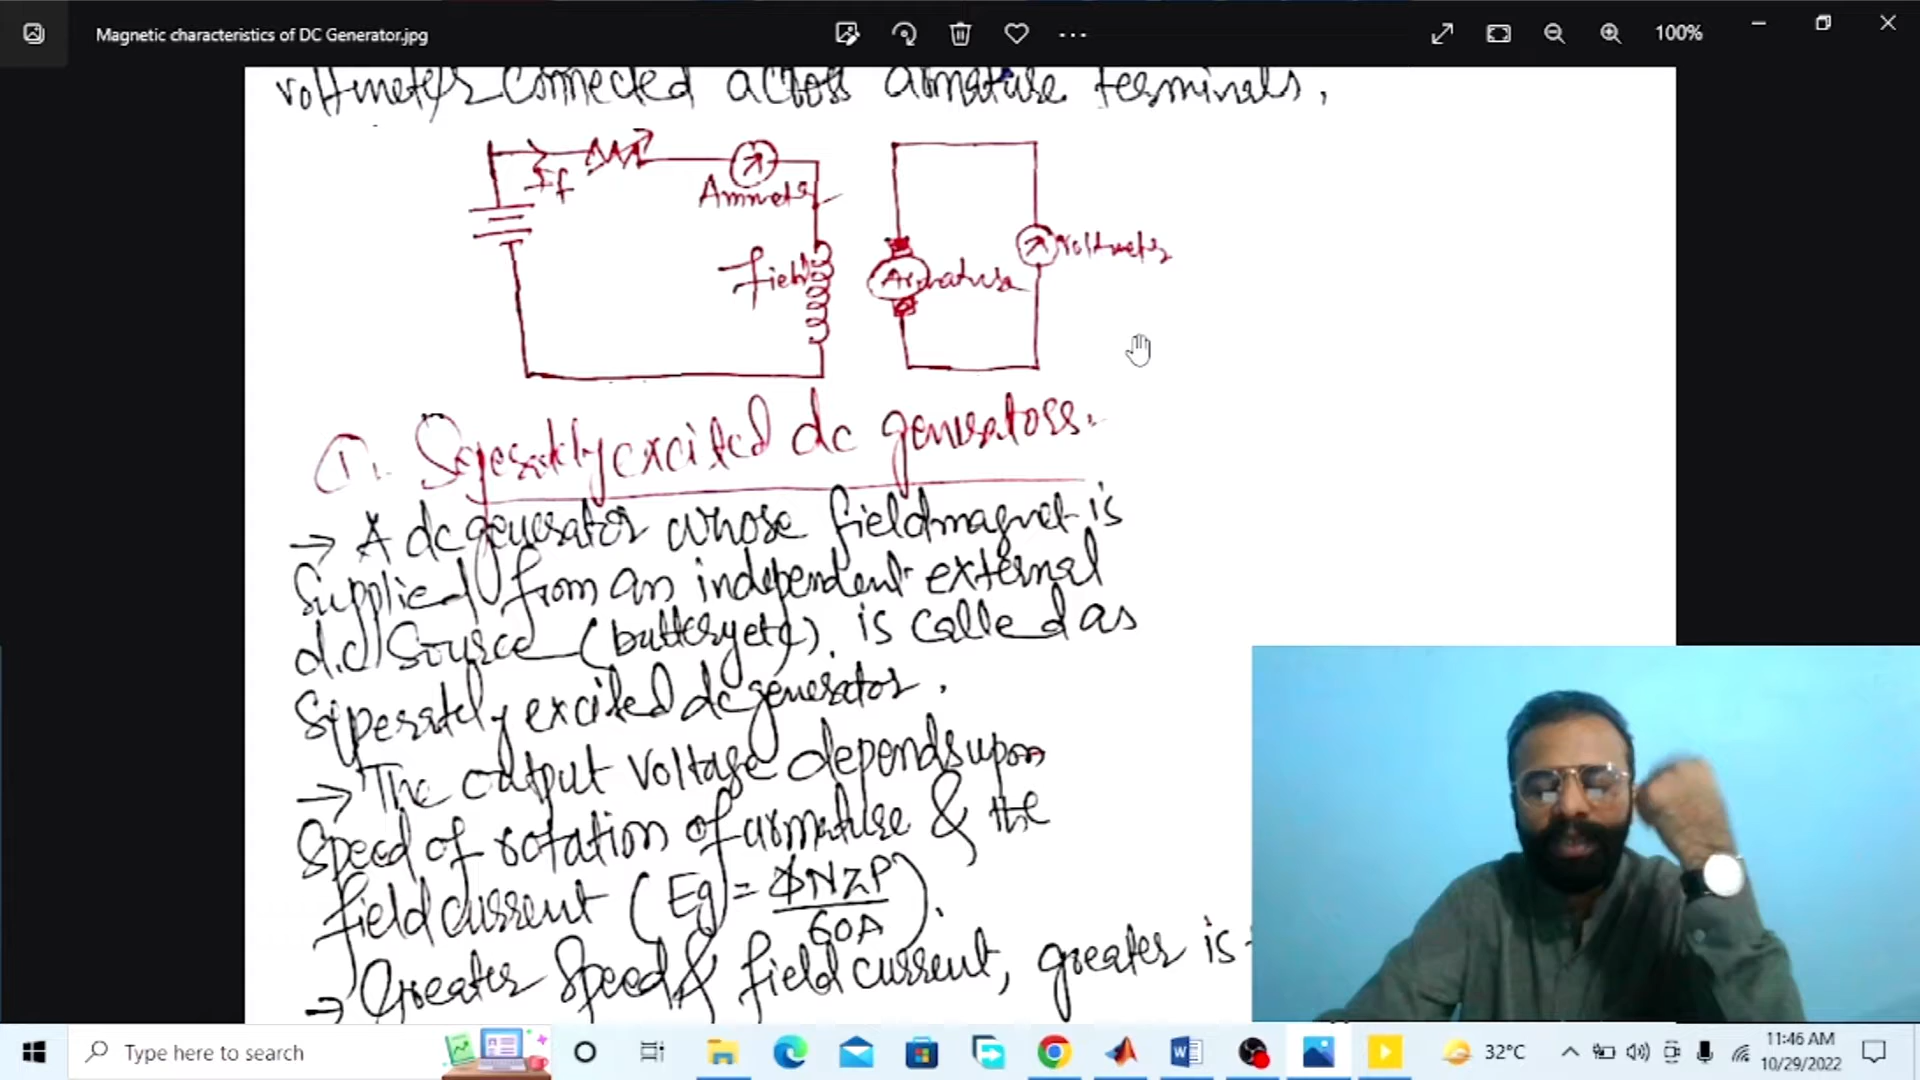 Magnetic characteristics of DC Generator.jpg
100%
voltmeter connected across armature terminals.
If
Ammeter
Field
Armature
Voltmeter
1. Seperately excited dc generators.
→ A dc generator whose fieldmagnet is
supplied from an independent external
d.c Source (battery etc). is called as
Seperately excited dc generator.
→ The output voltage depends upon
Speed of rotation of armature & the
field current (Eg = ΦNZP
60A).
→ Greater Speed & field current, greater is
Type here to search
32°C
11:46 AM
10/29/2022